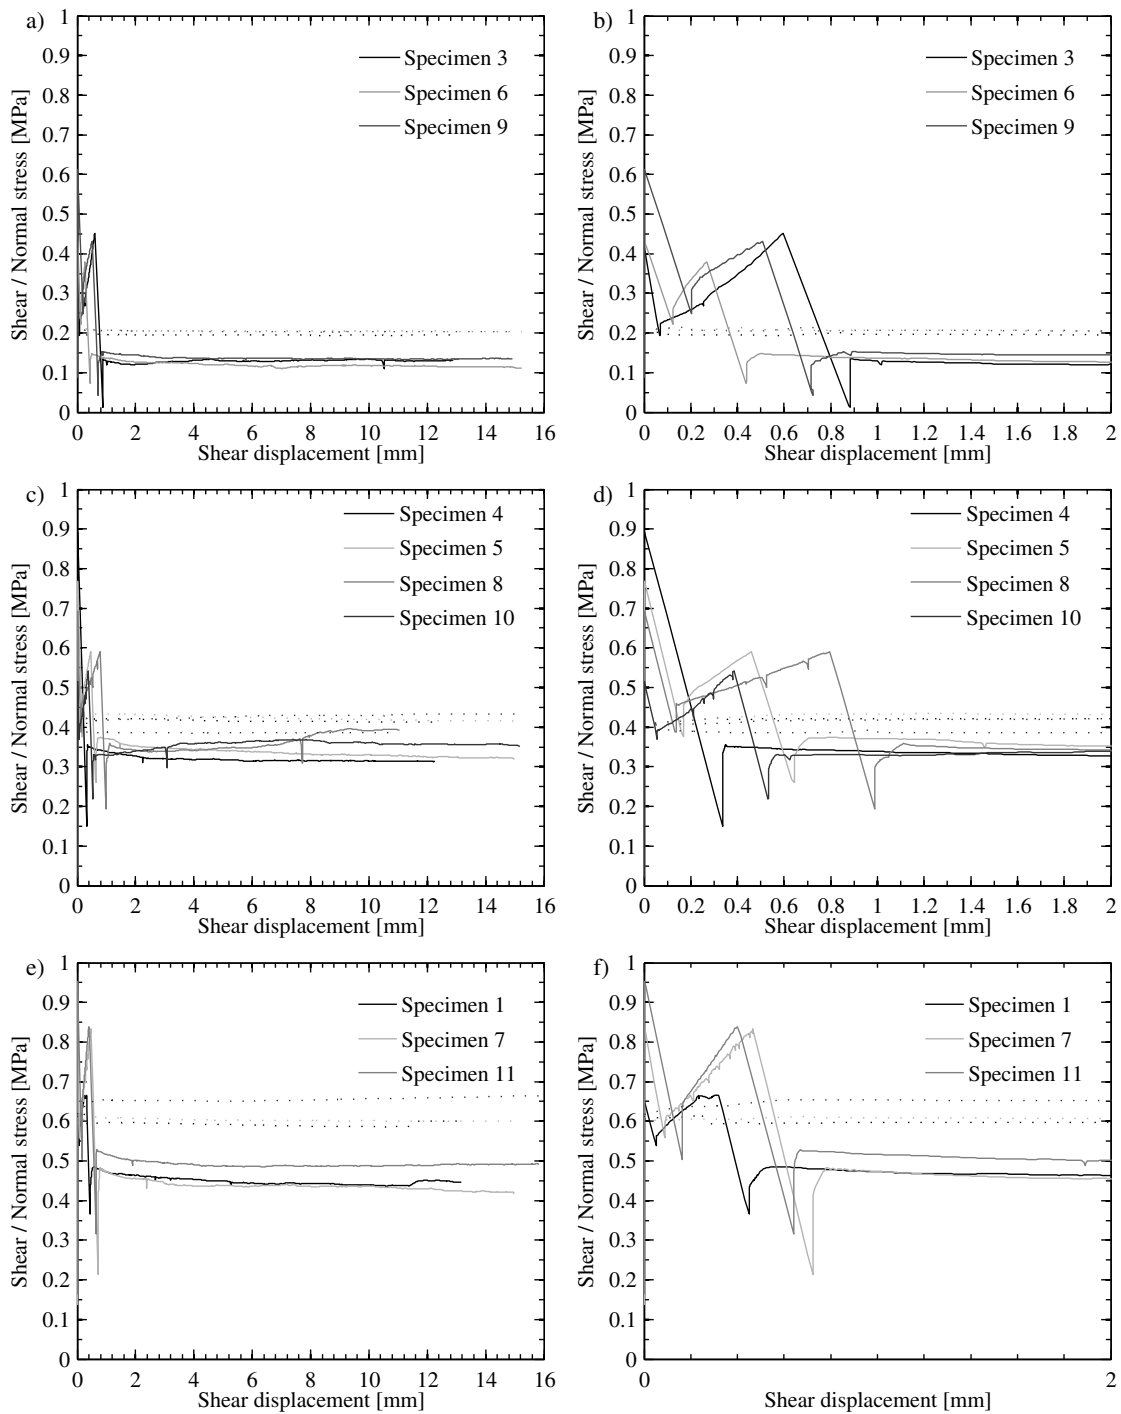 a)
Shear / Normal stress [MPa]
1
0.9
0.8
0.7
0.6
0.5
0.4
0.3
0.2
0.1
0
Specimen 3
Specimen 6
Specimen 9
0 2 4 6 8 10 12 14 16
Shear displacement [mm]
b)
Shear / Normal stress [MPa]
1
0.9
0.8
0.7
0.6
0.5
0.4
0.3
0.2
0.1
0
Specimen 3
Specimen 6
Specimen 9
0 0.2 0.4 0.6 0.8 1 1.2 1.4 1.6 1.8 2
Shear displacement [mm]
c)
Shear / Normal stress [MPa]
1
0.9
0.8
0.7
0.6
0.5
0.4
0.3
0.2
0.1
0
Specimen 4
Specimen 5
Specimen 8
Specimen 10
0 2 4 6 8 10 12 14 16
Shear displacement [mm]
d)
Shear / Normal stress [MPa]
1
0.9
0.8
0.7
0.6
0.5
0.4
0.3
0.2
0.1
0
Specimen 4
Specimen 5
Specimen 8
Specimen 10
0 0.2 0.4 0.6 0.8 1 1.2 1.4 1.6 1.8 2
Shear displacement [mm]
e)
Shear / Normal stress [MPa]
1
0.9
0.8
0.7
0.6
0.5
0.4
0.3
0.2
0.1
0
Specimen 1
Specimen 7
Specimen 11
0 2 4 6 8 10 12 14 16
Shear displacement [mm]
f)
Shear / Normal stress [MPa]
1
0.9
0.8
0.7
0.6
0.5
0.4
0.3
0.2
0.1
0
Specimen 1
Specimen 7
Specimen 11
0 2
Shear displacement [mm]